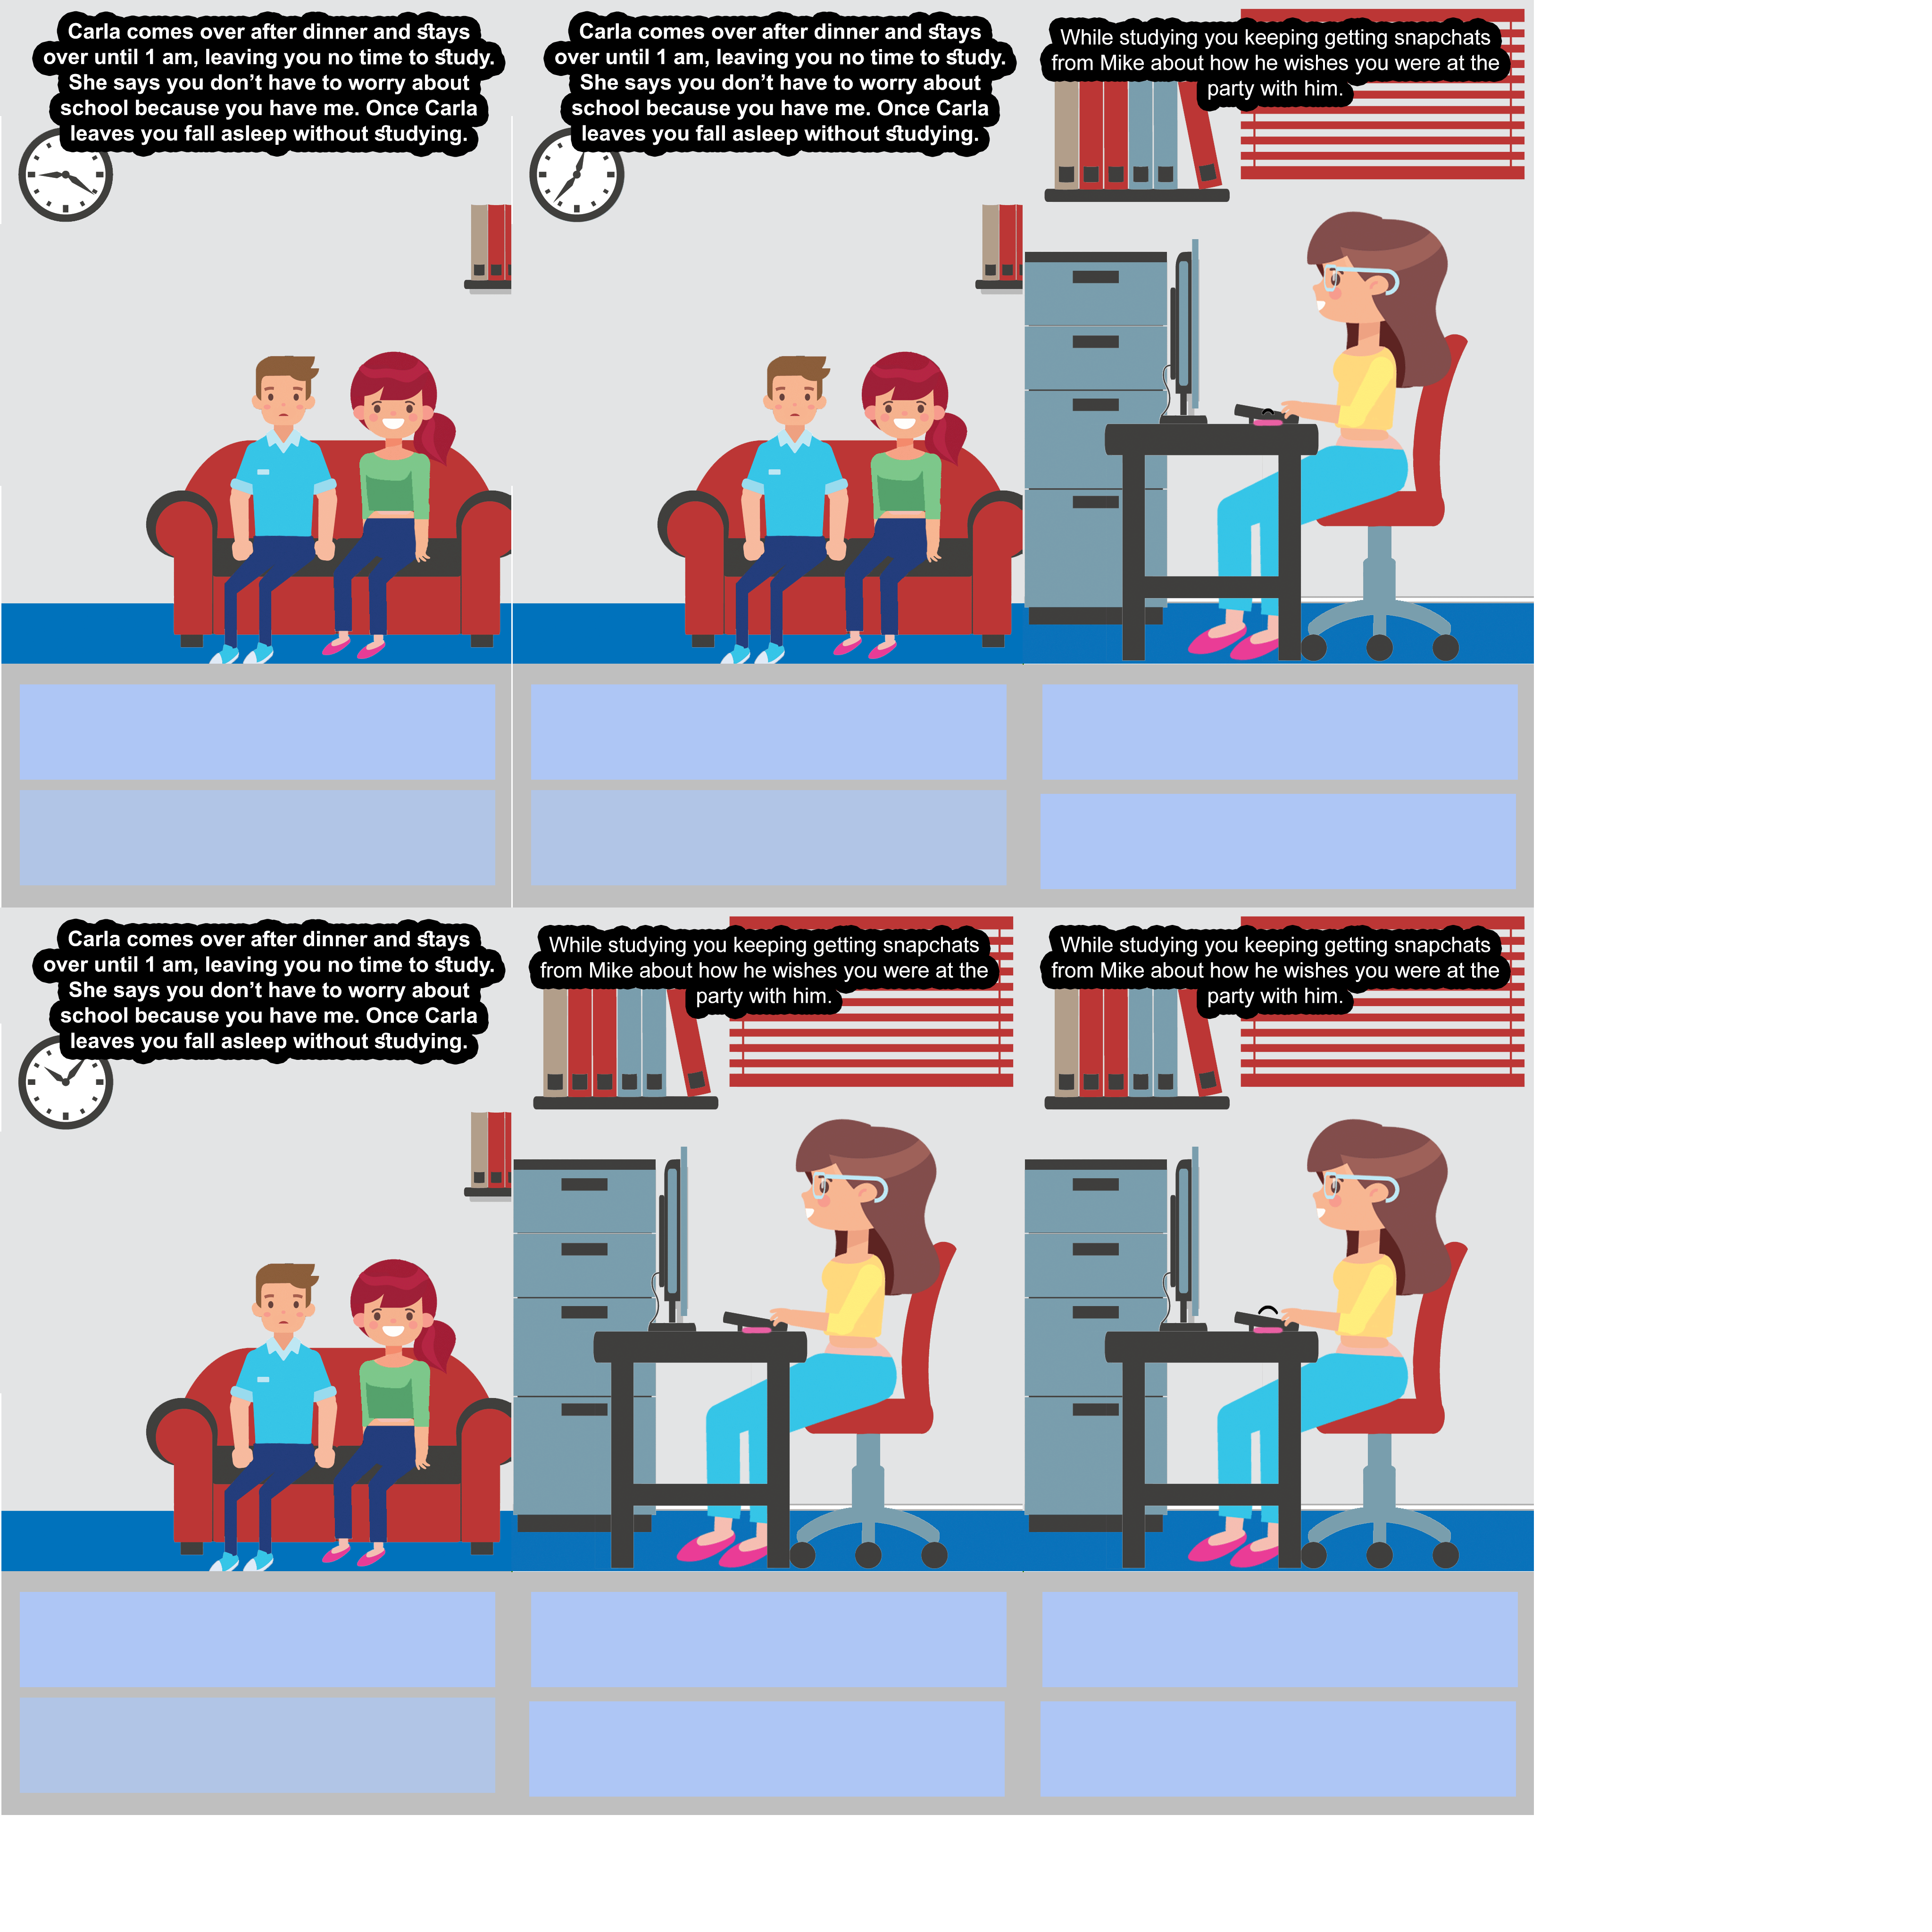 Carla comes over after dinner and stays
over until 1 am, leaving you no time to study.
She says you don’t have to worry about
school because you have me. Once Carla
leaves you fall asleep without studying.
Carla comes over after dinner and stays
over until 1 am, leaving you no time to study.
She says you don’t have to worry about
school because you have me. Once Carla
leaves you fall asleep without studying.
While studying you keeping getting snapchats
from Mike about how he wishes you were at the
party with him.
Carla comes over after dinner and stays
over until 1 am, leaving you no time to study.
She says you don’t have to worry about
school because you have me. Once Carla
leaves you fall asleep without studying.
While studying you keeping getting snapchats
from Mike about how he wishes you were at the
party with him.
While studying you keeping getting snapchats
from Mike about how he wishes you were at the
party with him.